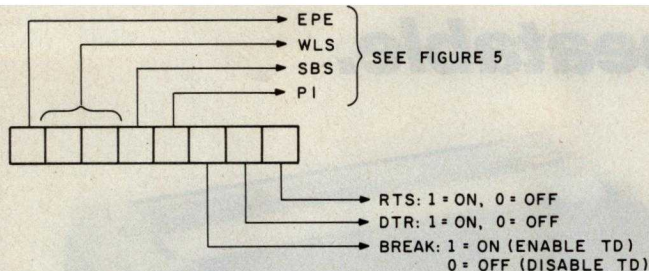 EPE
WLS
SBS
PI
SEE FIGURE 5
RTS: 1 = ON, 0 = OFF
DTR: 1 = ON, 0 = OFF
BREAK: 1 = ON (ENABLE TD)
0 = OFF (DISABLE TD)